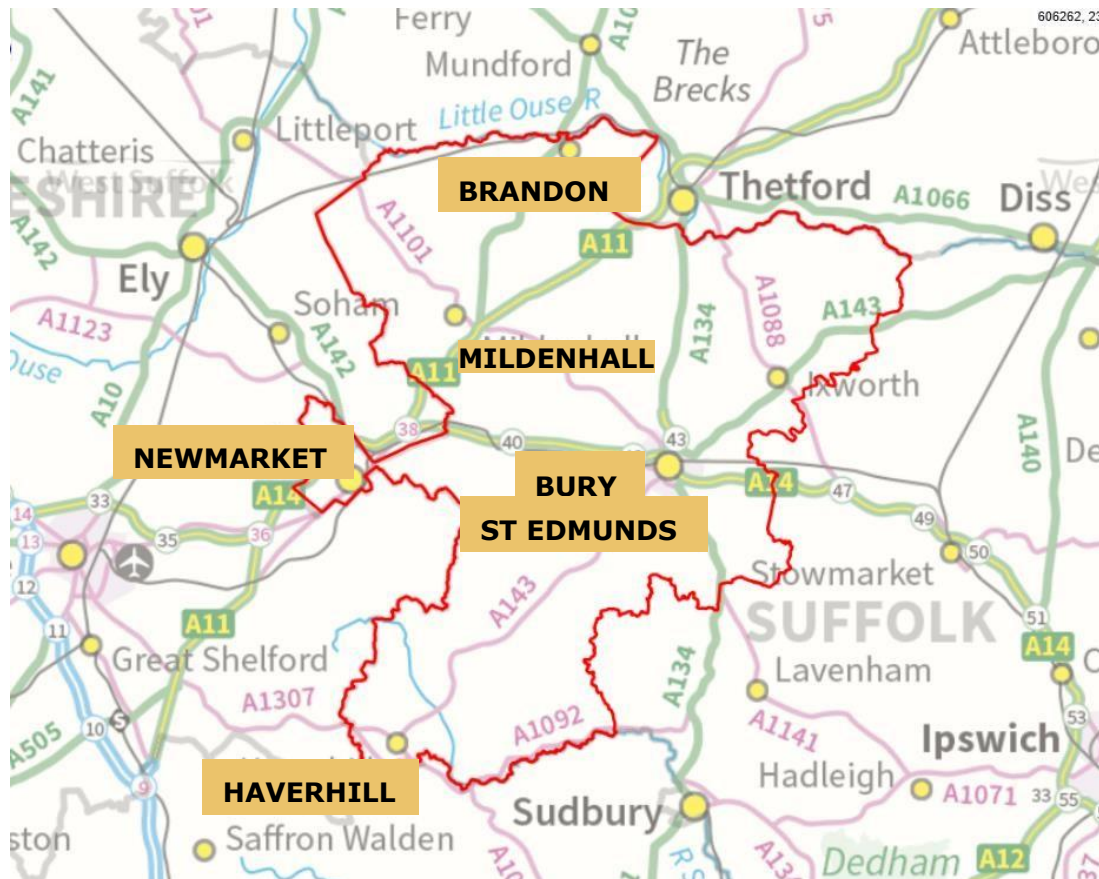 606262, 23
Ferry
Attleboro
Mundford
The
Brecks
A141
A141
Little Ouse R
Littleport
Chatteris
West Suffolk
ESHIRE
BRANDON
Thetford
A1066
Diss
A142
A1101
A11
Ely
Soham
A1088
A143
A134
A1123
A142
Ouse
A10
MILDENHALL
A11
Ixworth
38
40
43
A140
NEWMARKET
BURY
ST EDMUNDS
A14
A14
47
33
14
13
35
36
49
50
12
Stowmarket
A143
SUFFOLK
11
A11
51
A14
Great Shelford
A134
Lavenham
A1307
A1092
A1141
10
S
53
A505
Ipswich
9
Hadleigh
A1071
33
55
HAVERHILL
Sudbury
Saffron Walden
ston
Dedham
A12